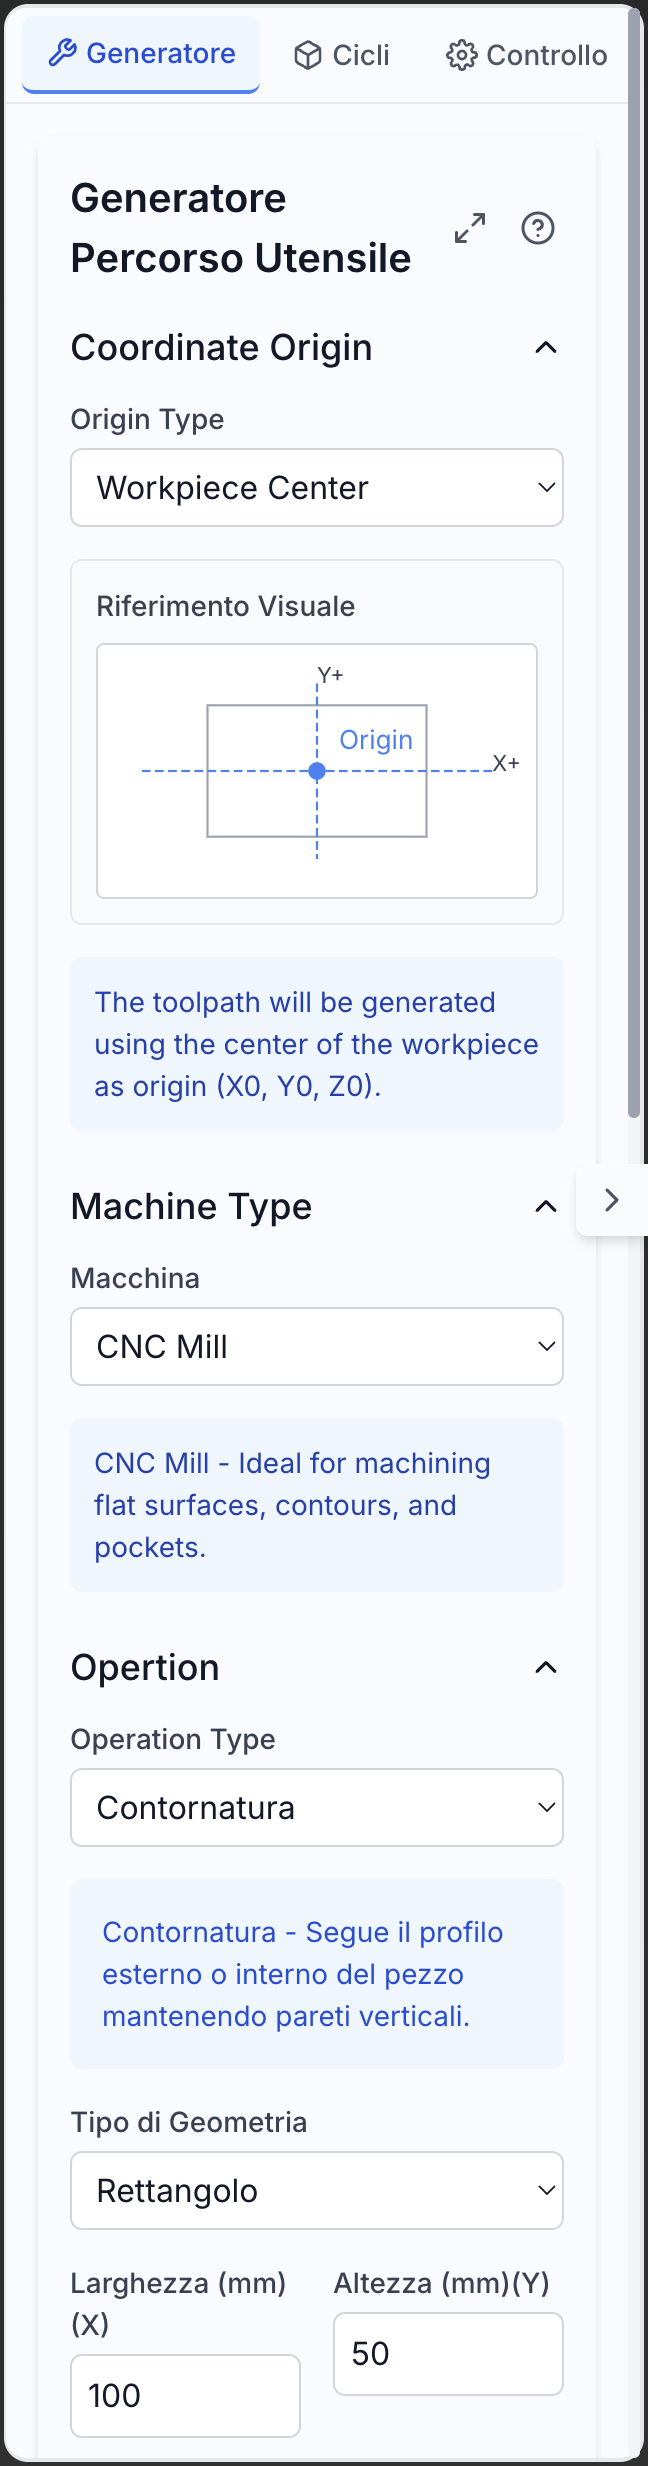 Generatore
Cicli
Controllo
Generatore
Percorso Utensile
Coordinate Origin
Origin Type
Workpiece Center
Riferimento Visuale
Y+
Origin
X+
The toolpath will be generated
using the center of the workpiece
as origin (X0, Y0, Z0).
Machine Type
Macchina
CNC Mill
CNC Mill - Ideal for machining
flat surfaces, contours, and
pockets.
Opertion
Operation Type
Contornatura
Contornatura - Segue il profilo
esterno o interno del pezzo
mantenendo pareti verticali.
Tipo di Geometria
Rettangolo
Larghezza (mm)
(X)
Altezza (mm)(Y)
100
50